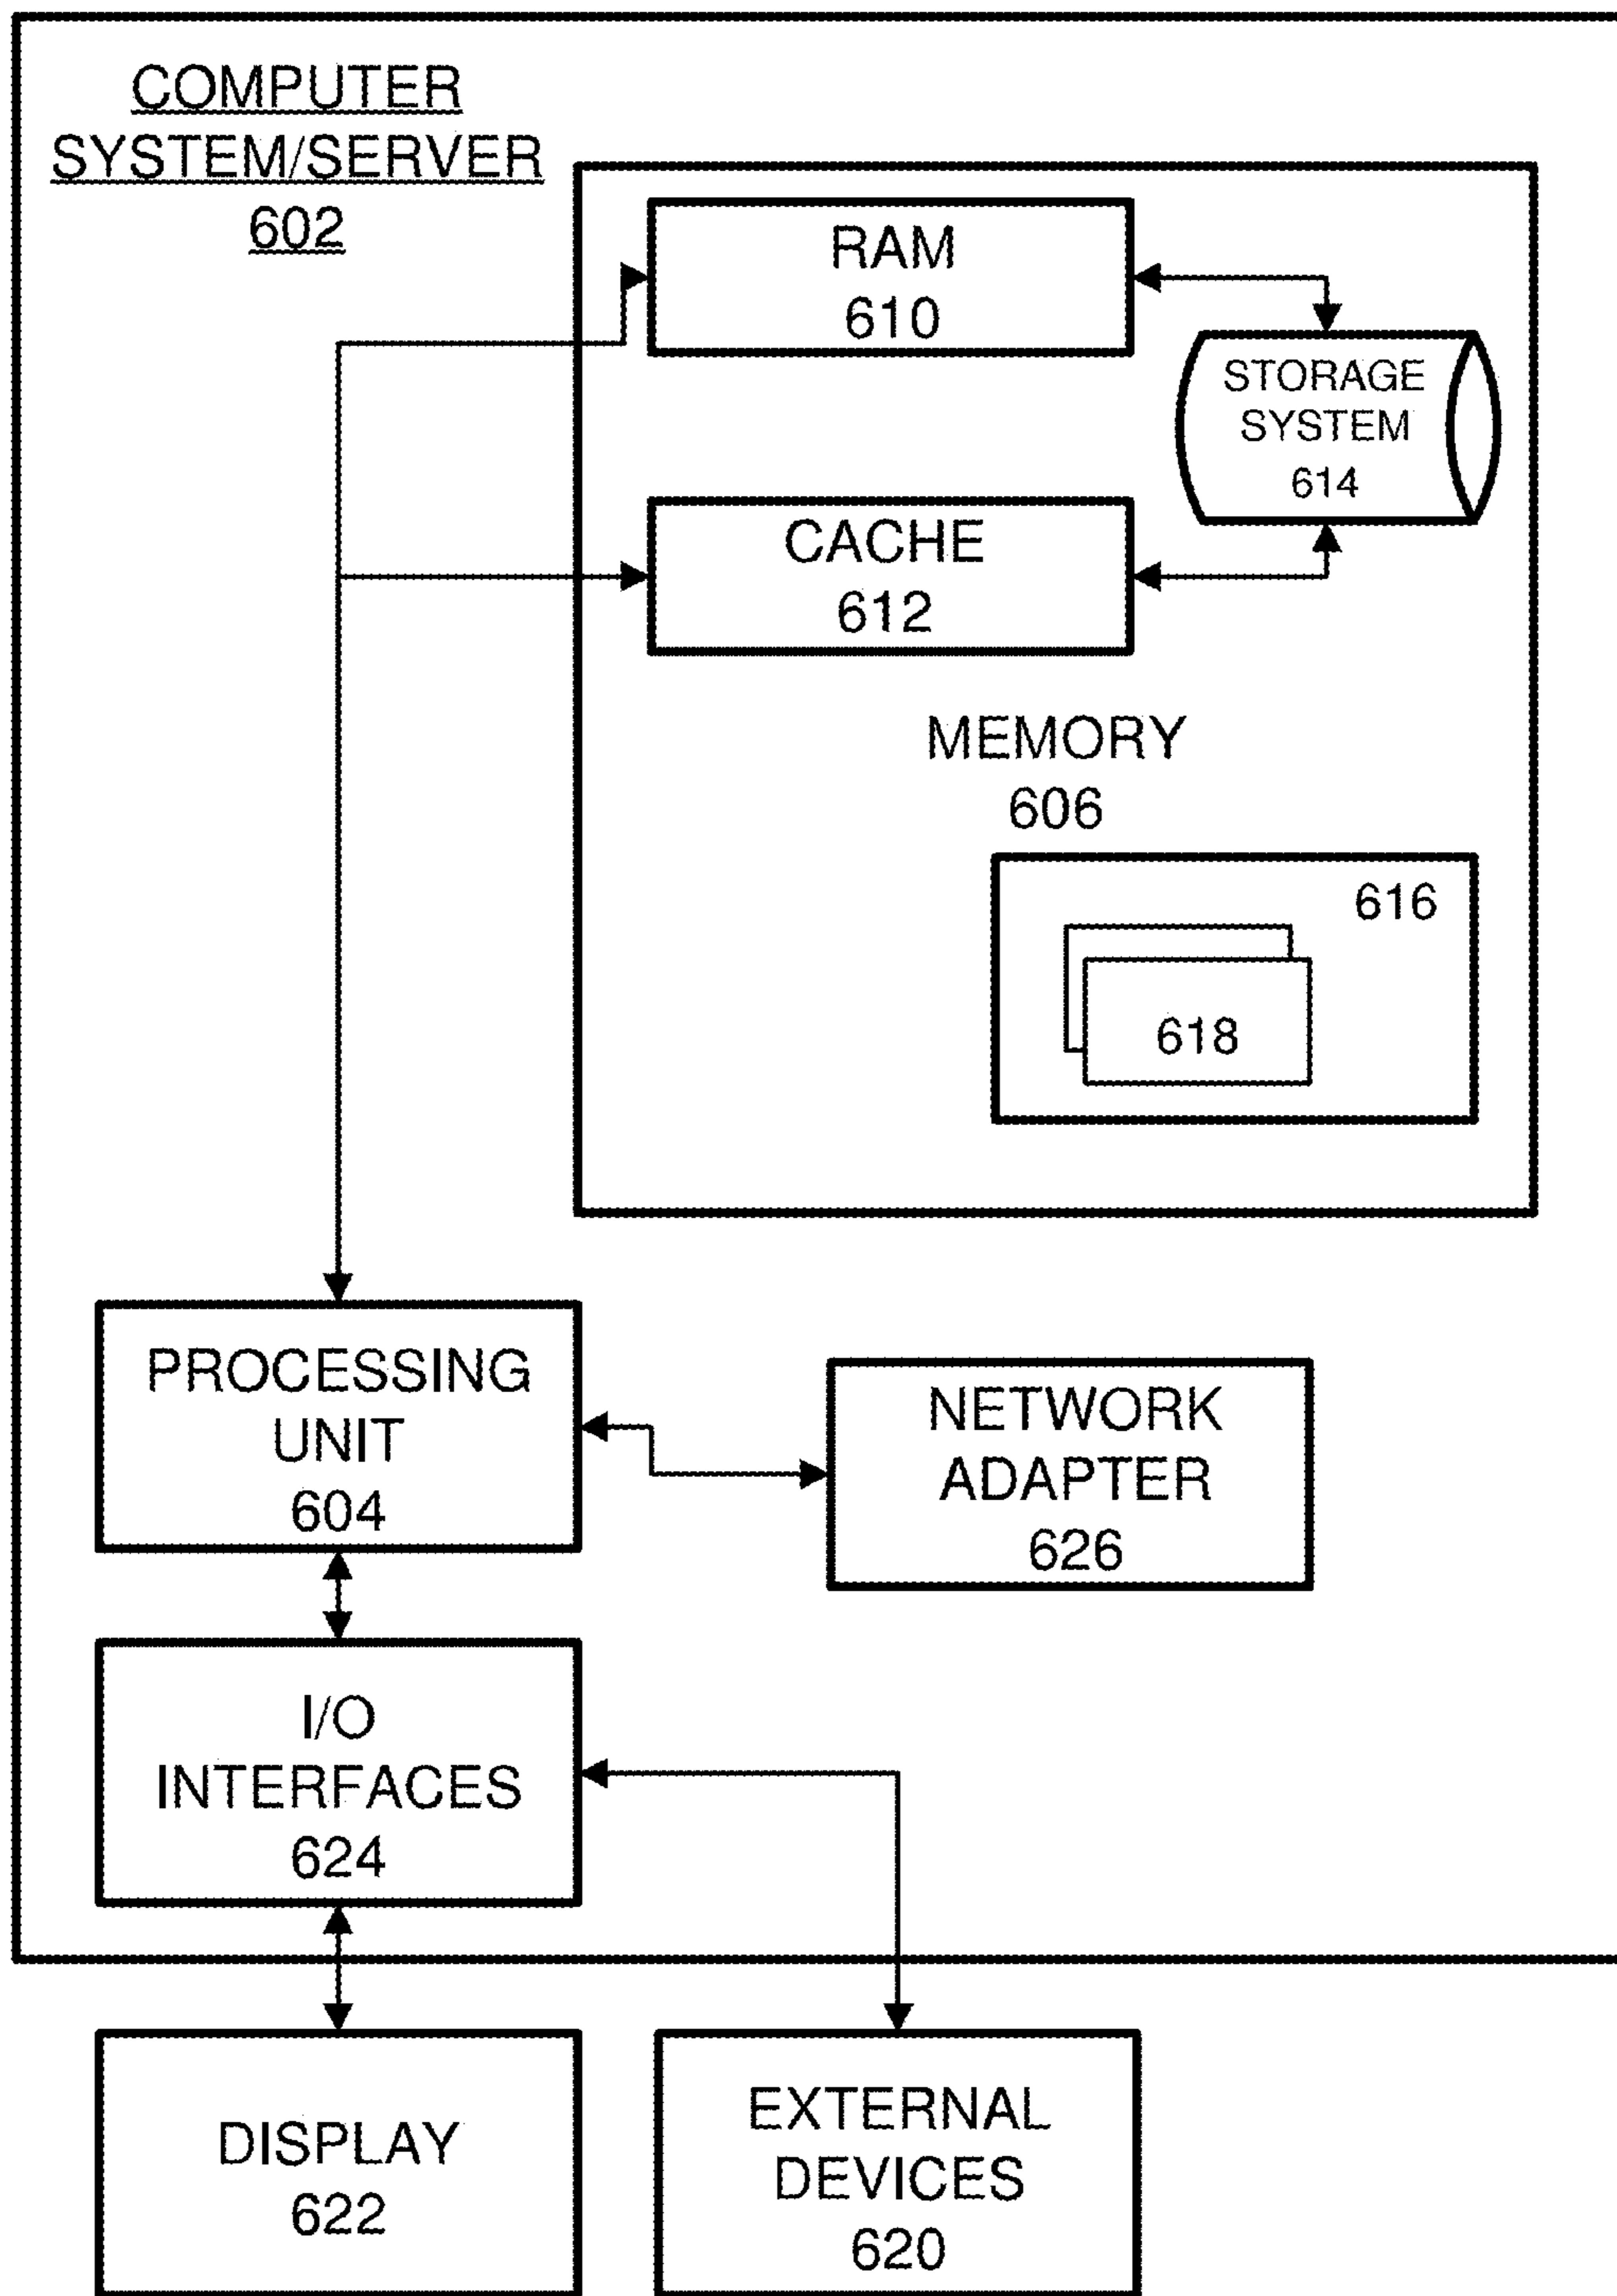 COMPUTER
SYSTEM/SERVER
602
RAM
610
STORAGE
SYSTEM
614
CACHE
612
MEMORY
606
616
618
PROCESSING
UNIT
604
NETWORK
ADAPTER
626
I/O
INTERFACES
624
DISPLAY
622
EXTERNAL
DEVICES
620